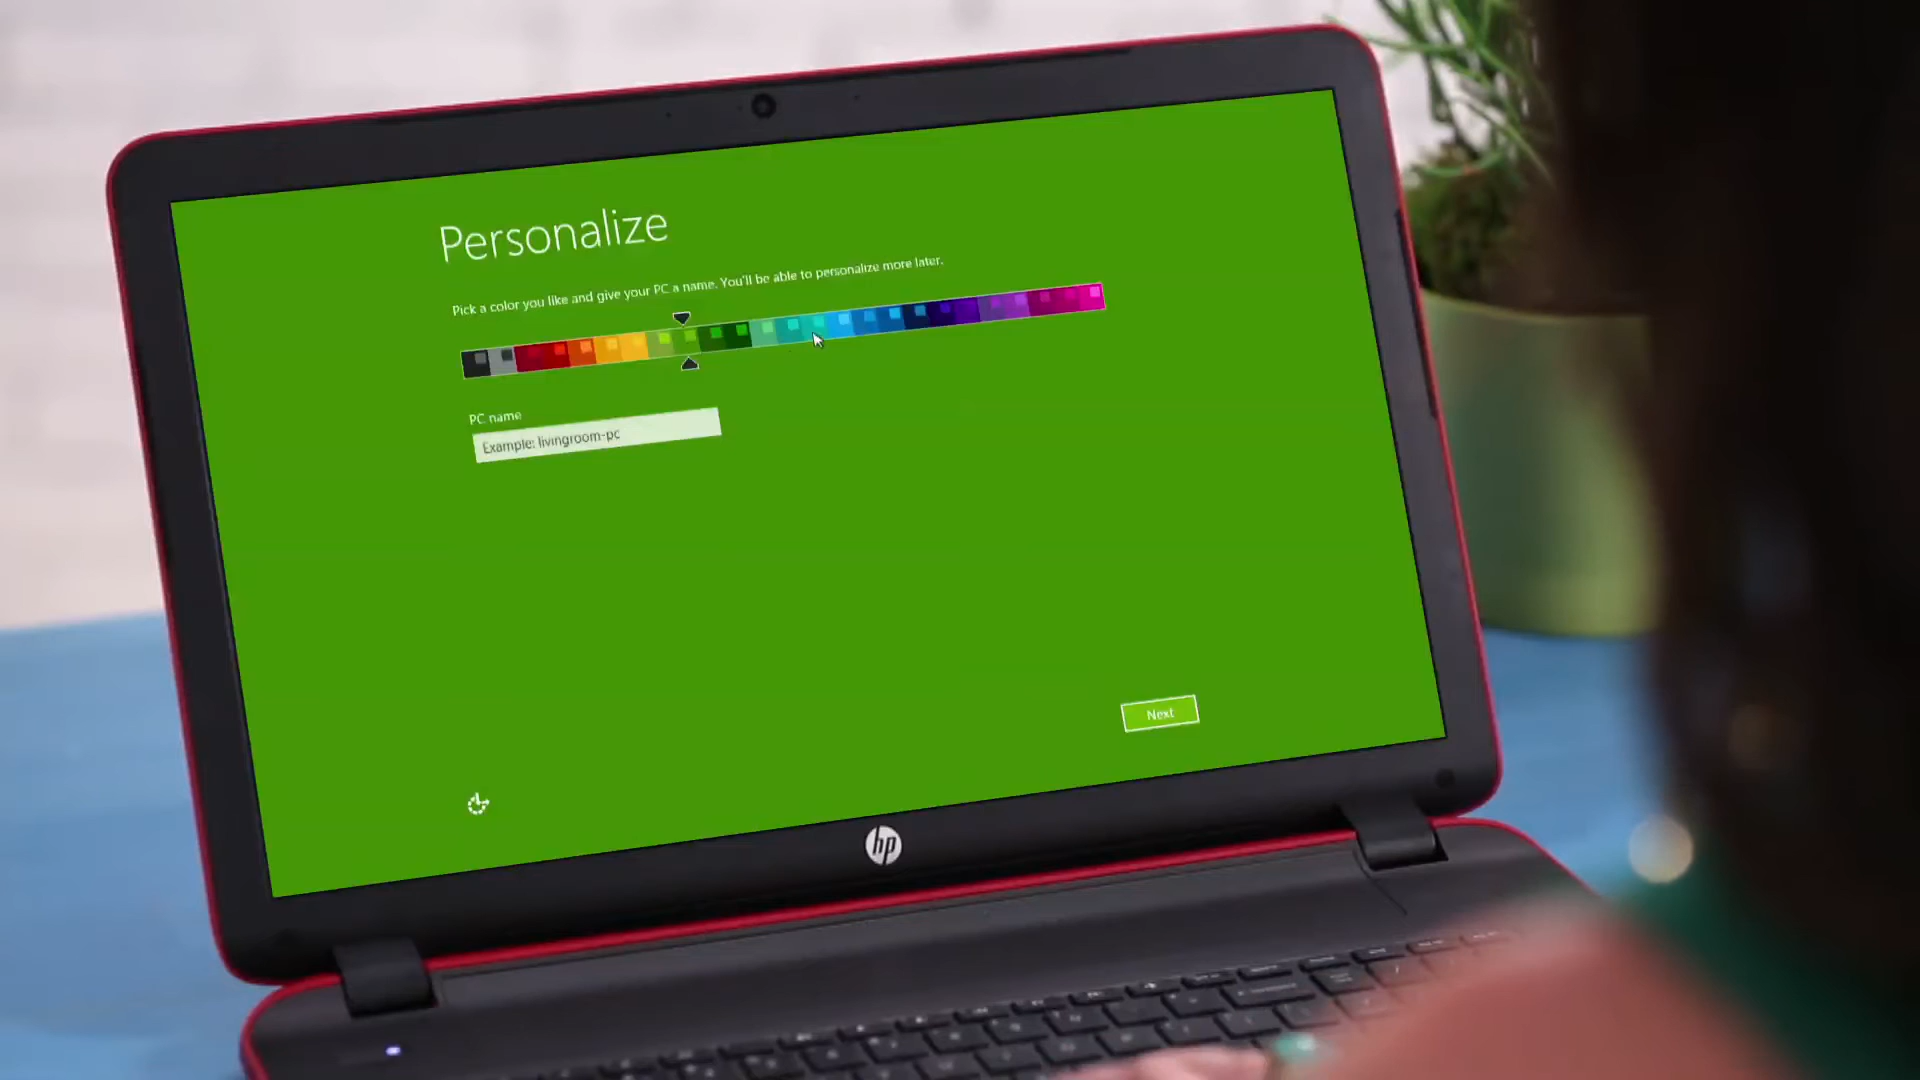 Personalize
Pick a color you like and give your PC a name. You'll be able to personalize more later.
PC name
Example: livingroom-pc
Next
hp